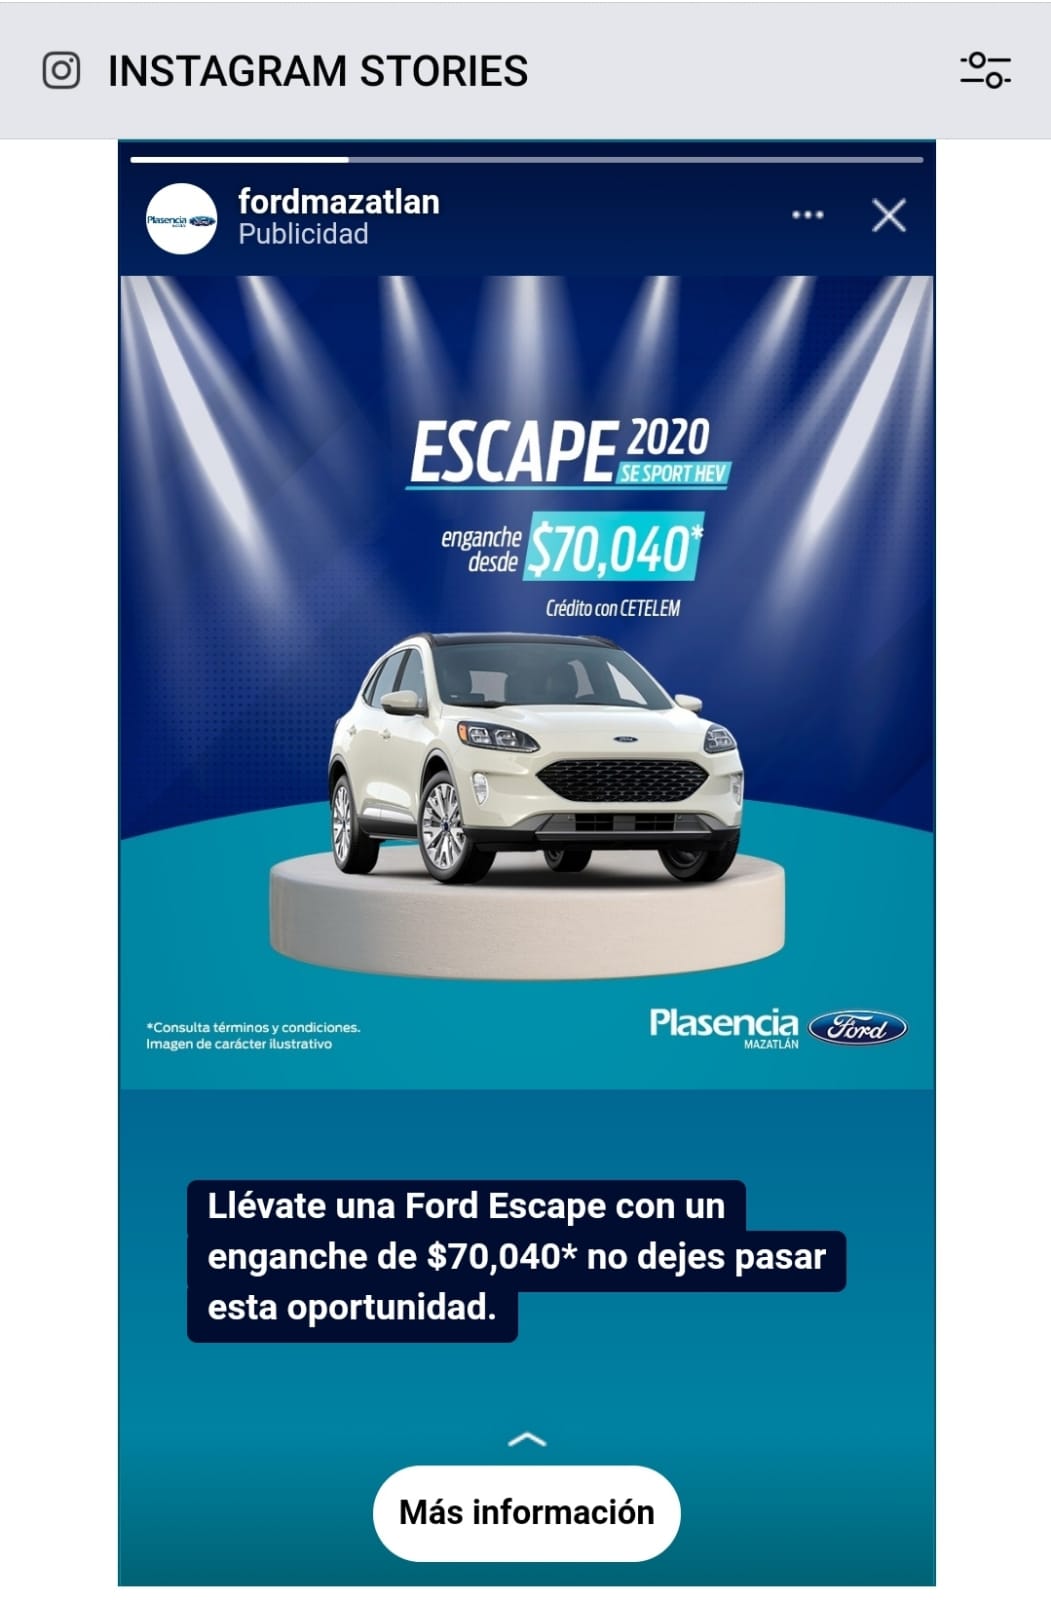 INSTAGRAM STORIES
fordmazatlan
Publicidad
Plasencia
ESCAPE 2020
SE SPORT HEV
enganche
desde $70,040*
Crédito con CETELEM
*Consulta términos y condiciones.
Imagen de carácter ilustrativo
Plasencia Ford
MAZATLÁN
Llévate una Ford Escape con un
enganche de $70,040* no dejes pasar
esta oportunidad.
Más información